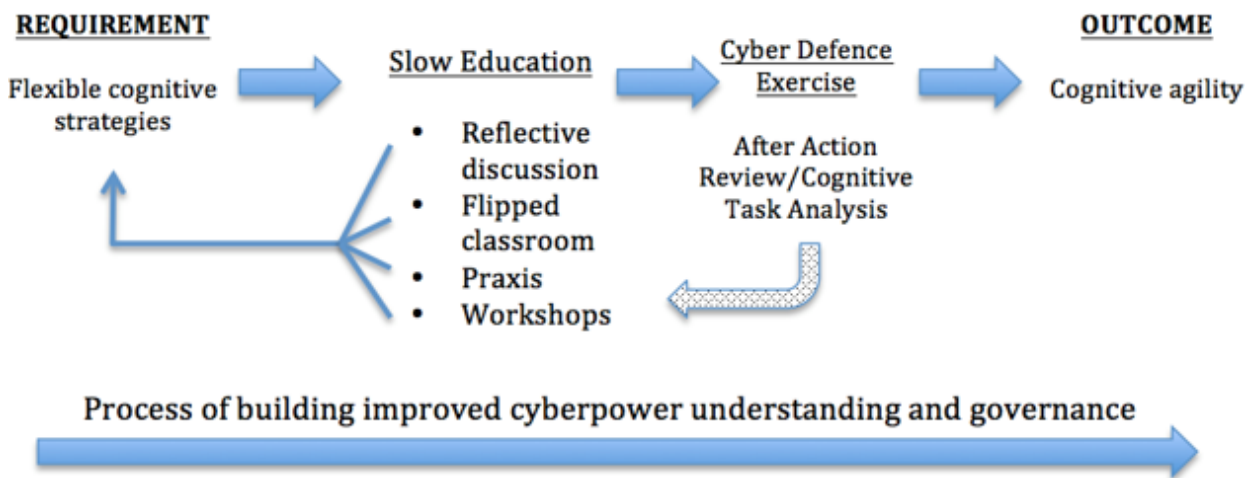 REQUIREMENT
Flexible cognitive
strategies
Slow Education
• Reflective
discussion
• Flipped
classroom
• Praxis
• Workshops
Cyber Defence
Exercise
After Action
Review/Cognitive
Task Analysis
OUTCOME
Cognitive agility
Process of building improved cyberpower understanding and governance